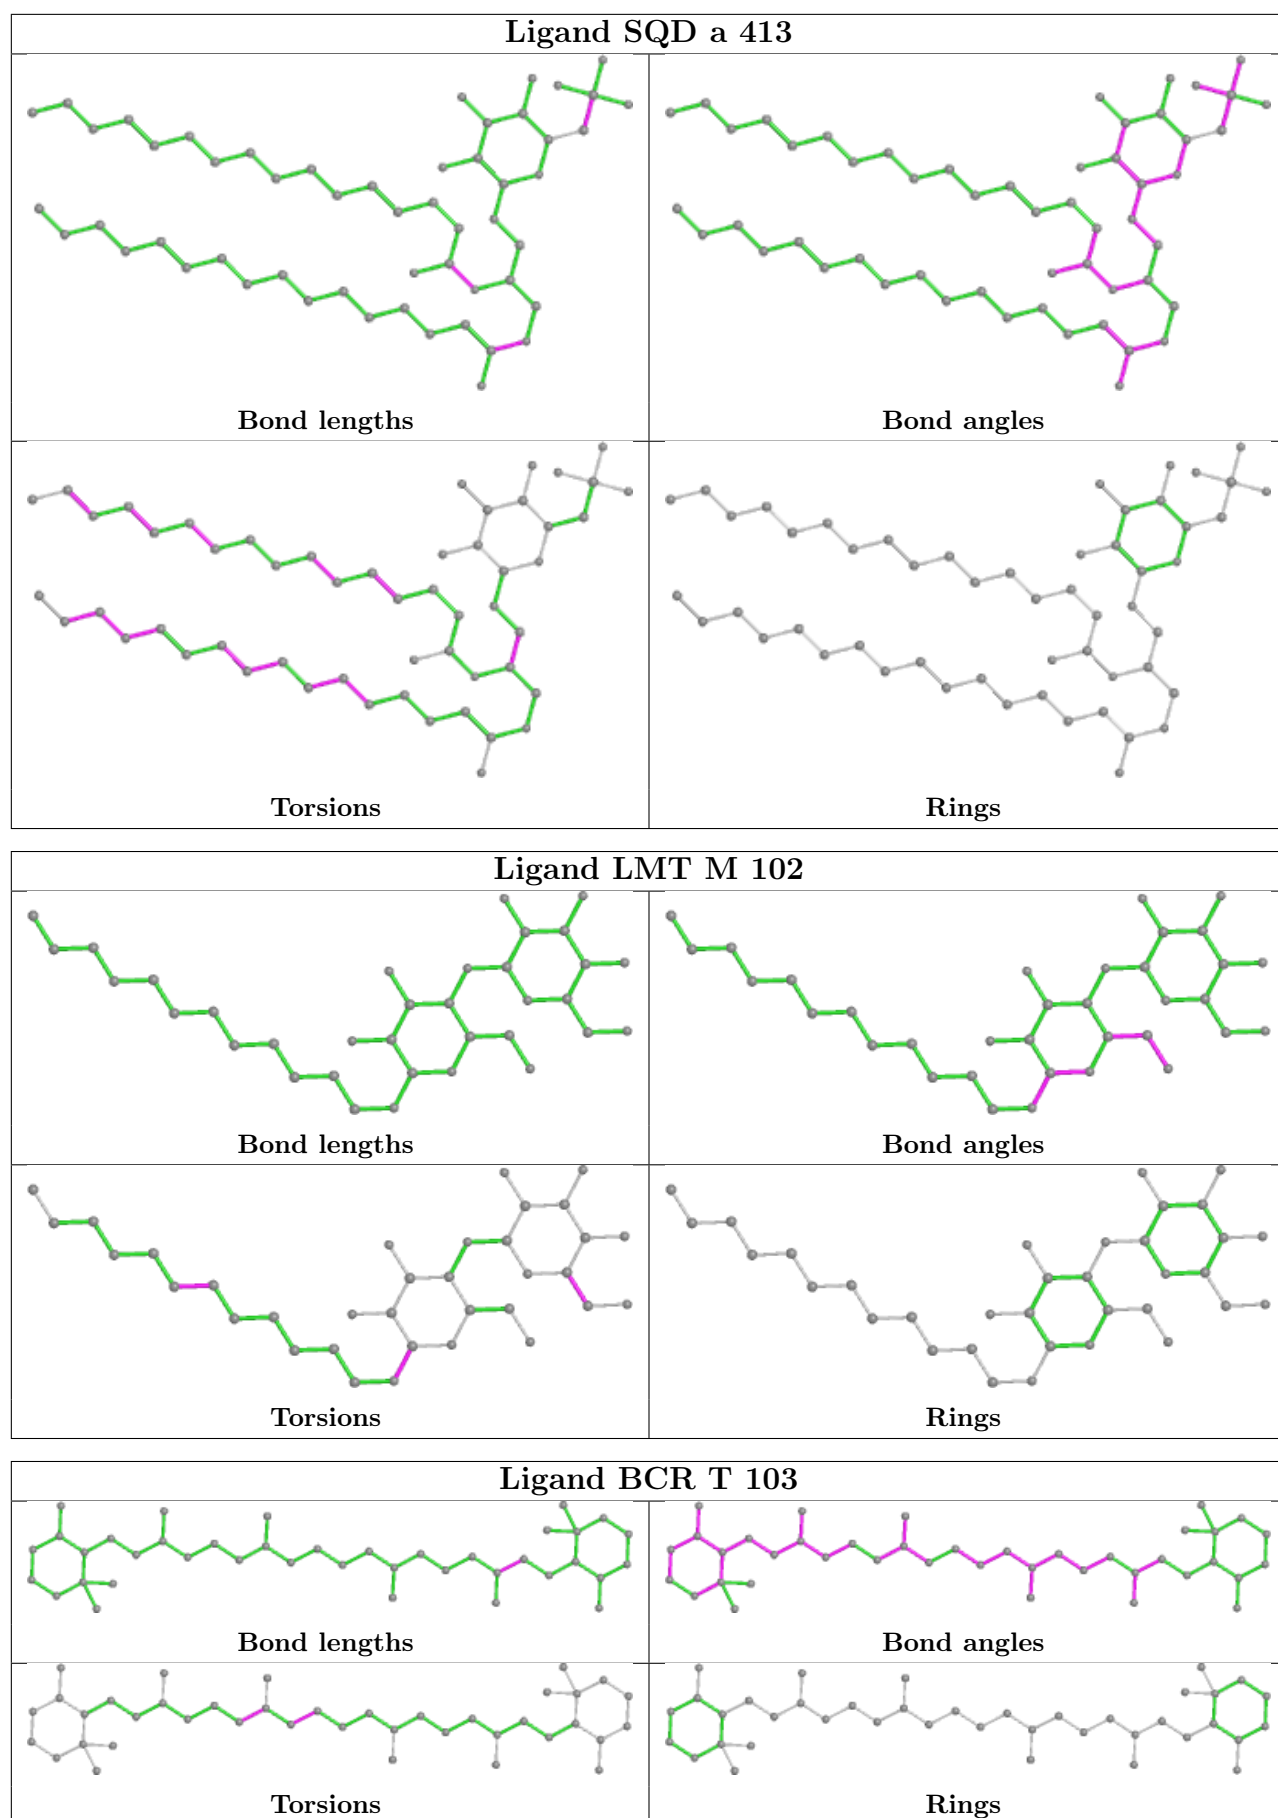 Ligand SQD a 413
Bond lengths
Bond angles
Torsions
Rings
Ligand LMT M 102
Bond lengths
Bond angles
Torsions
Rings
Ligand BCR T 103
Bond lengths
Bond angles
Torsions
Rings